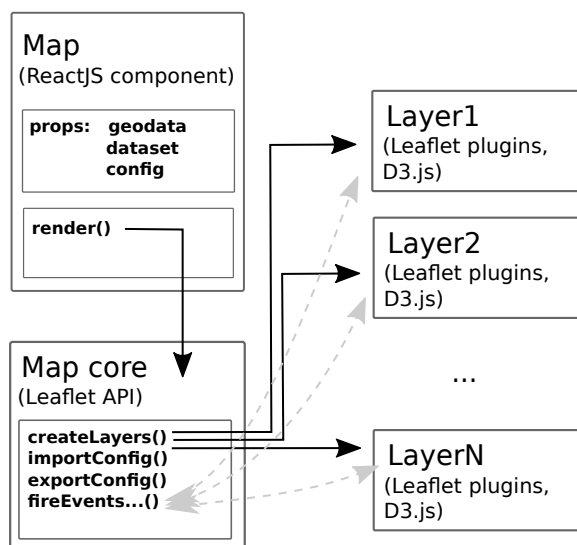 Map
(ReactJS component)
props: geodata
dataset
config
render()
Map core
(Leaflet API)
createLayers()
importConfig()
exportConfig()
fireEvents...()
Layer1
(Leaflet plugins,
D3.js)
Layer2
(Leaflet plugins,
D3.js)
...
LayerN
(Leaflet plugins,
D3.js)